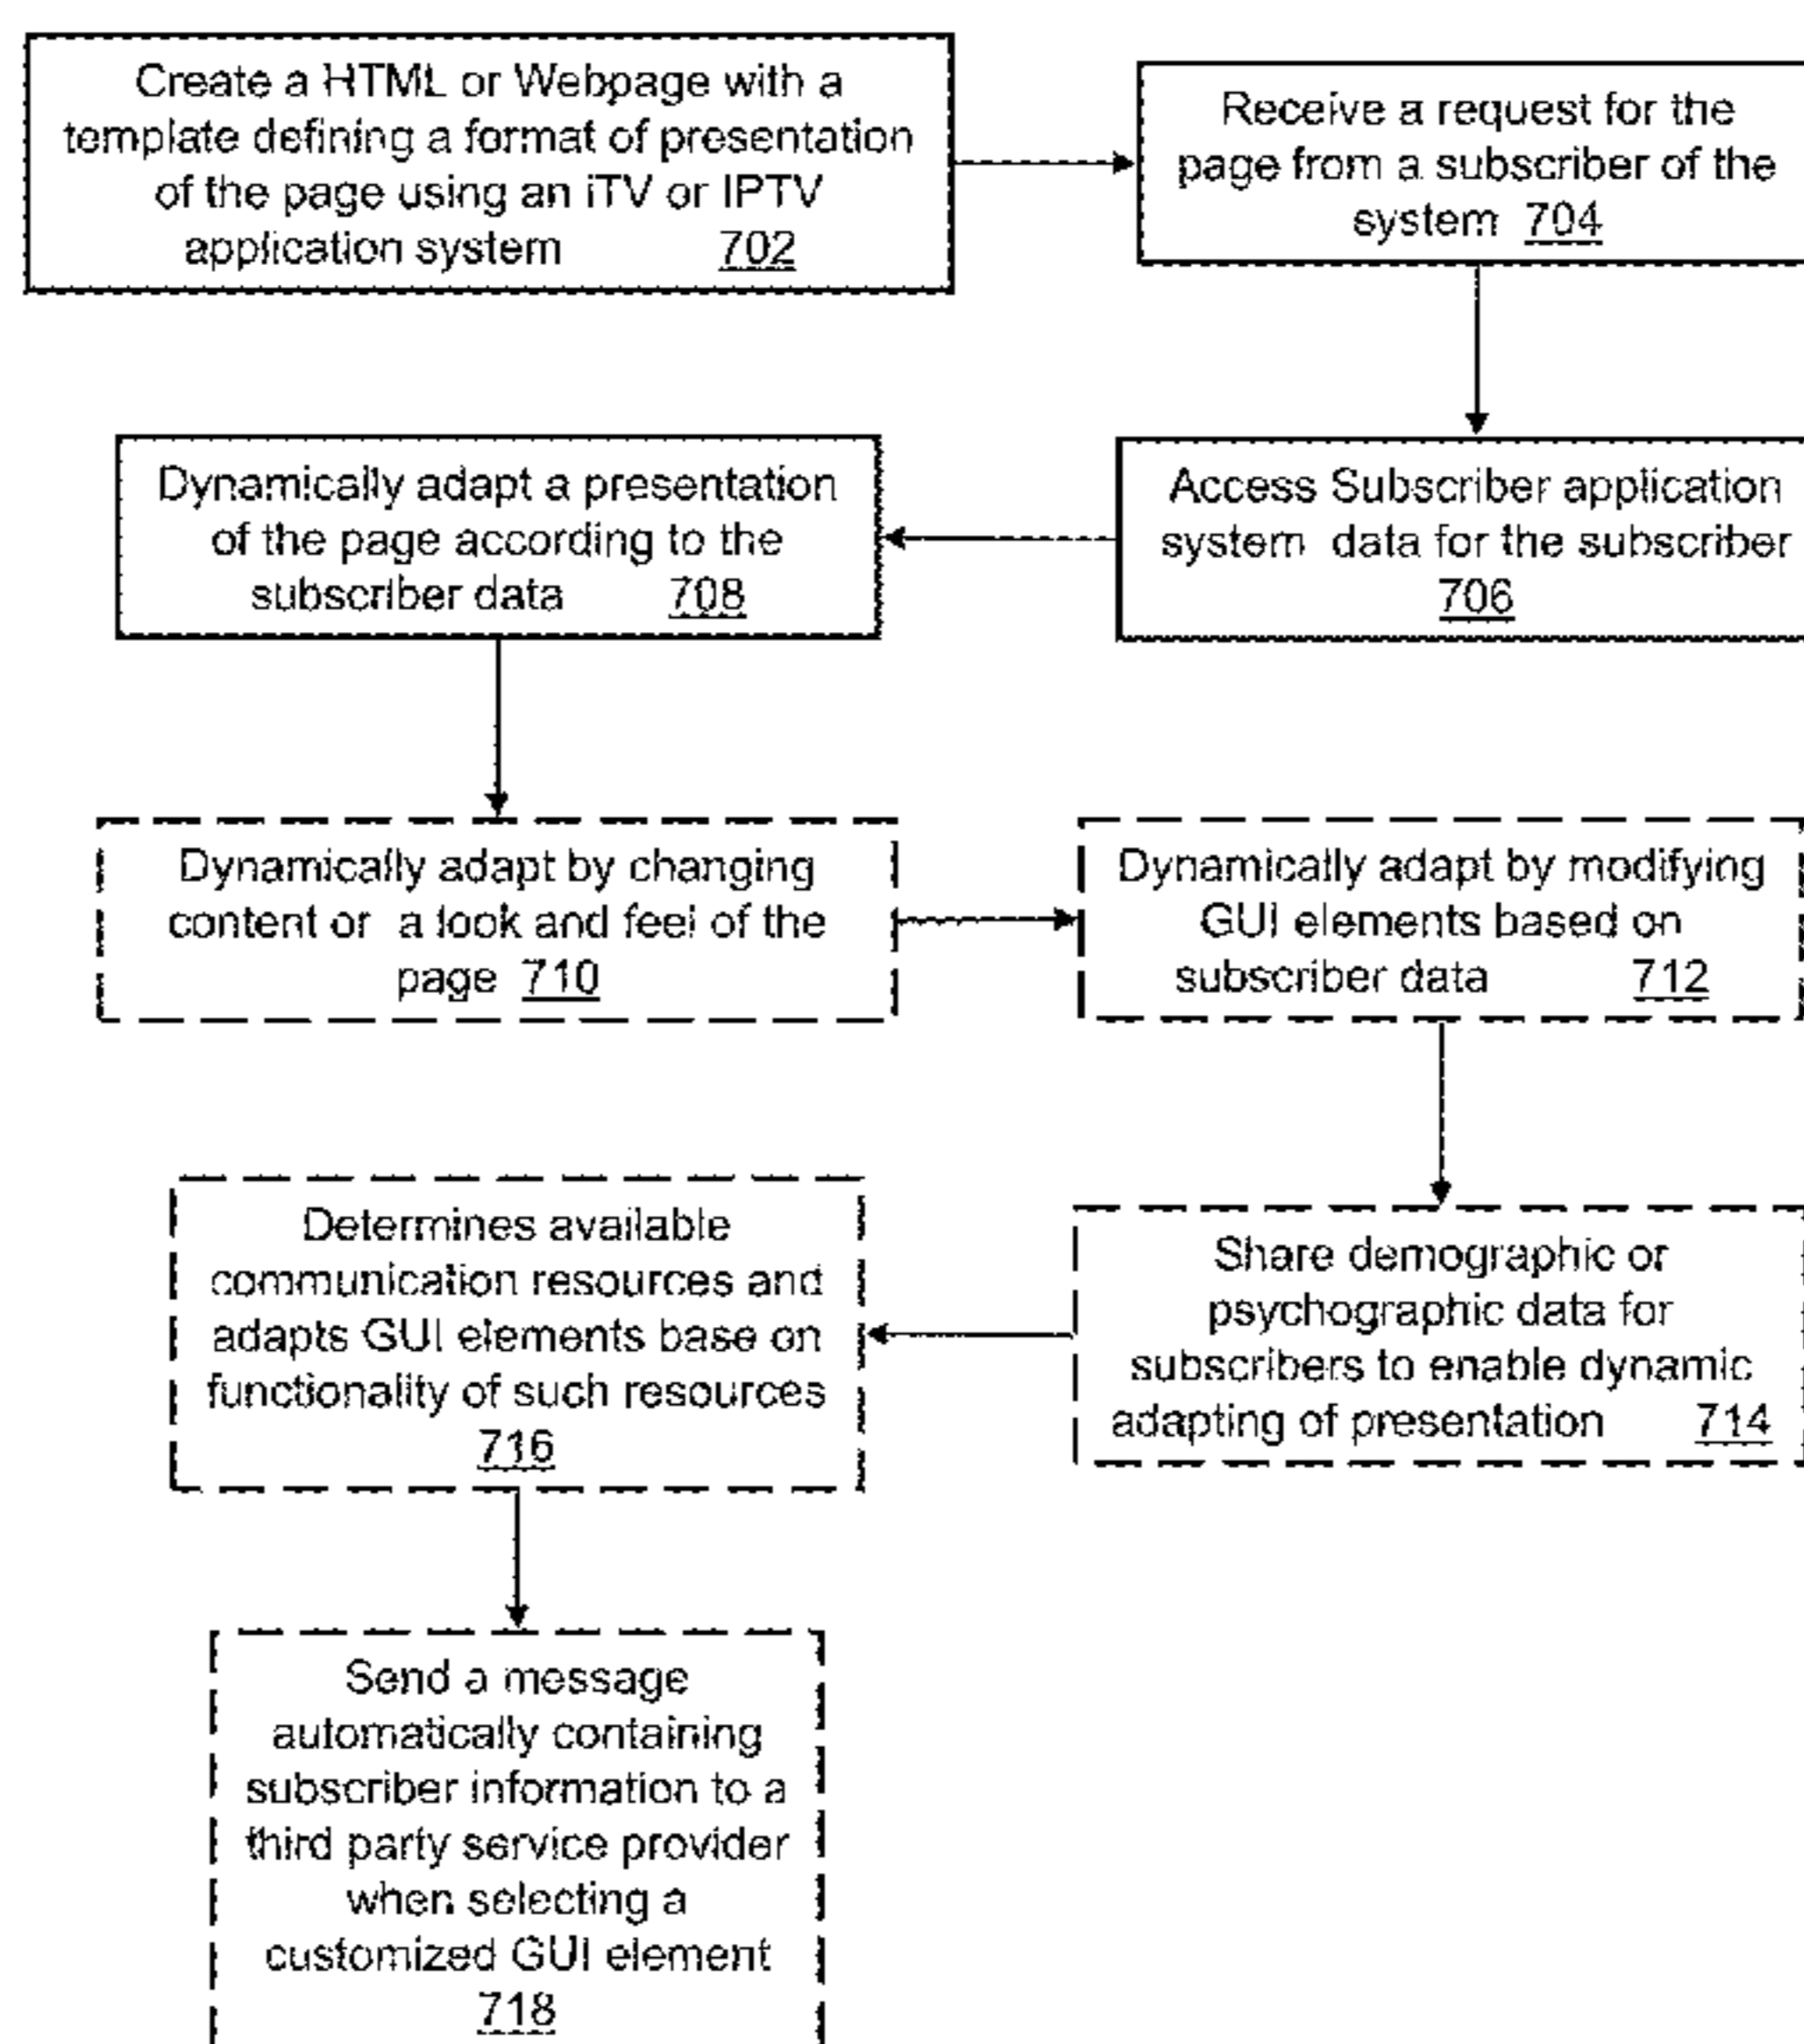 Create a HTML or Webpage with a
template defining a format of presentation
of the page using an iTV or IPTV
application system 702
Receive a request for the
page from a subscriber of the
system 704
Access Subscriber application
system data for the subscriber
706
Dynamically adapt a presentation
of the page according to the
subscriber data 708
Dynamically adapt by changing
content or a look and feel of the
page 710
Dynamically adapt by modifying
GUI elements based on
subscriber data 712
Share demographic or
psychographic data for
subscribers to enable dynamic
adapting of presentation 714
Determines available
communication resources and
adapts GUI elements base on
functionality of such resources
716
Send a message
automatically containing
subscriber information to a
third party service provider
when selecting a
customized GUI element
718